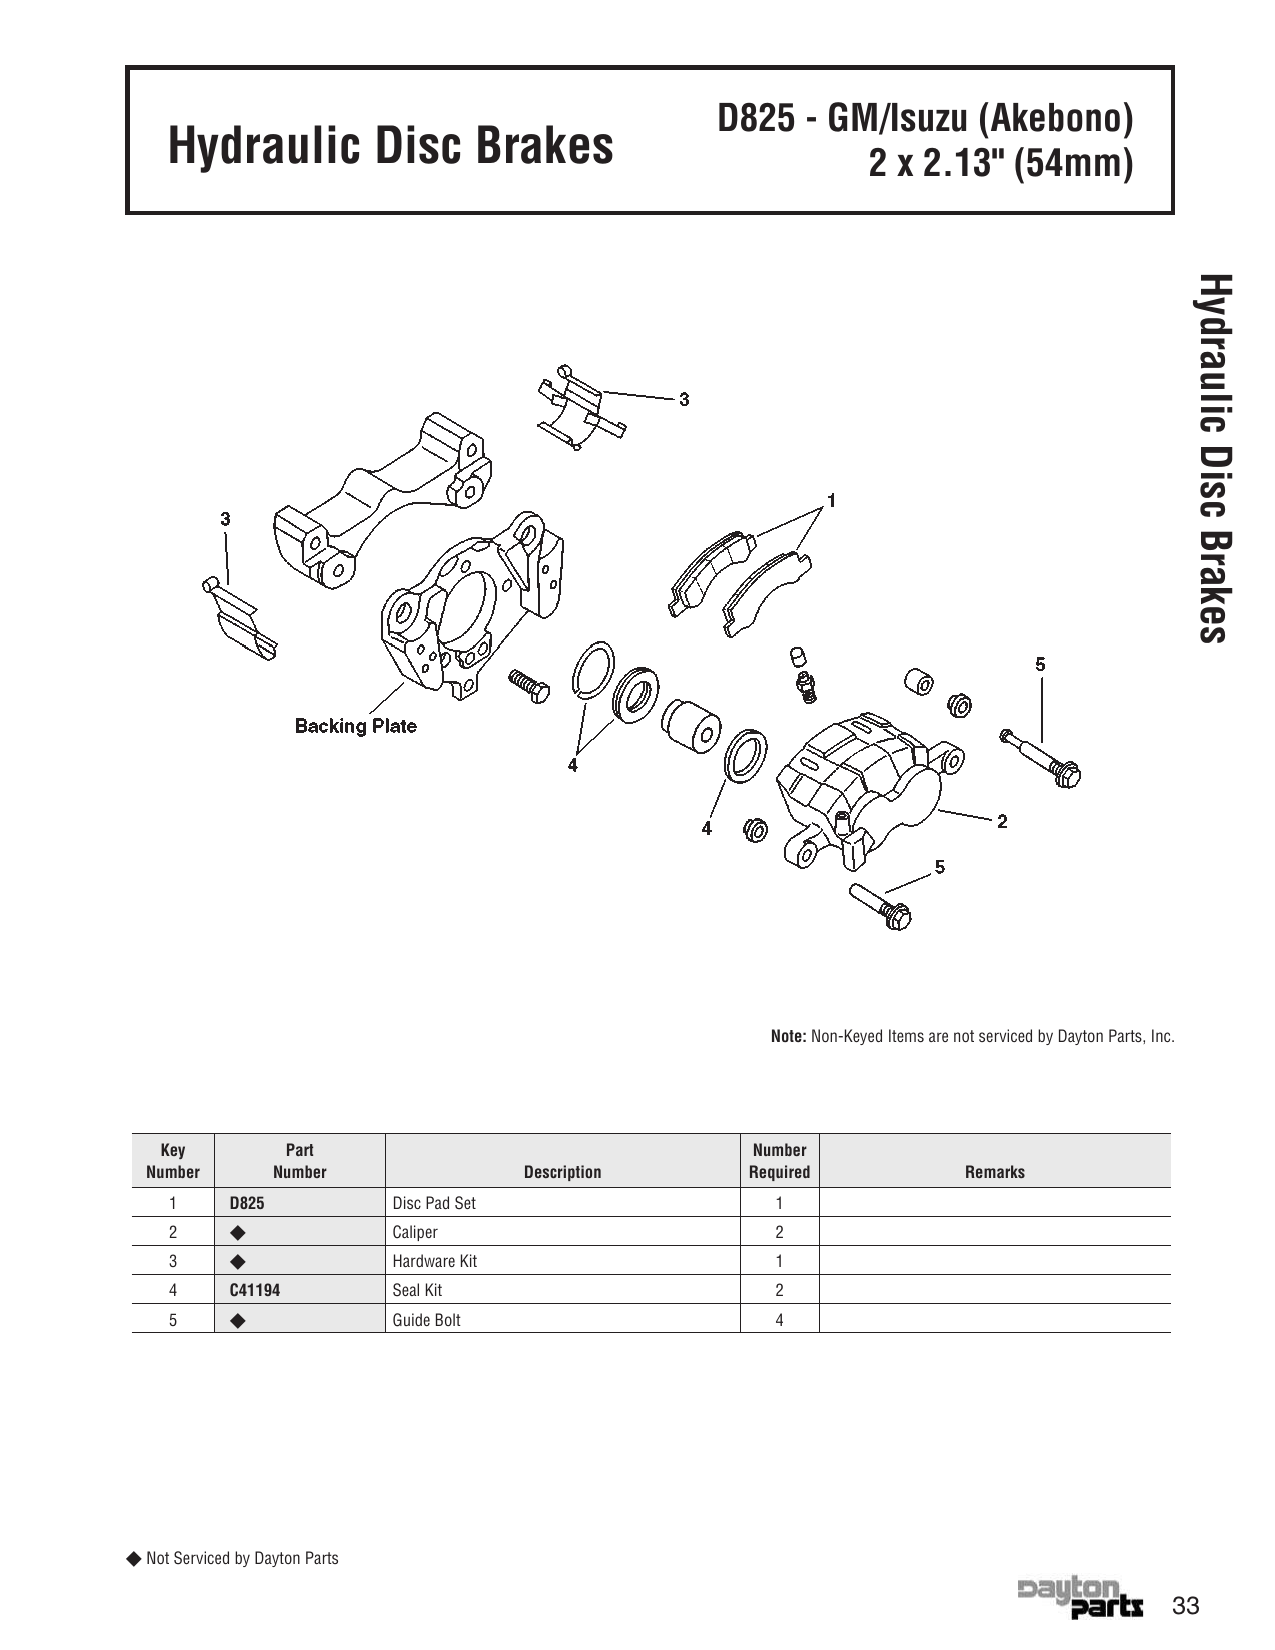 Hydraulic Disc Brakes
D825 - GM/Isuzu (Akebono)
2 x 2.13" (54mm)
Hydraulic Disc Brakes
3
1
3
5
Backing Plate
4
4
2
5
Note: Non-Keyed Items are not serviced by Dayton Parts, Inc.
Key Number Part Number Description Number Required Remarks
1 D825 Disc Pad Set 1
2 ◆ Caliper 2
3 ◆ Hardware Kit 1
4 C41194 Seal Kit 2
5 ◆ Guide Bolt 4
◆ Not Serviced by Dayton Parts
Dayton
parts
33